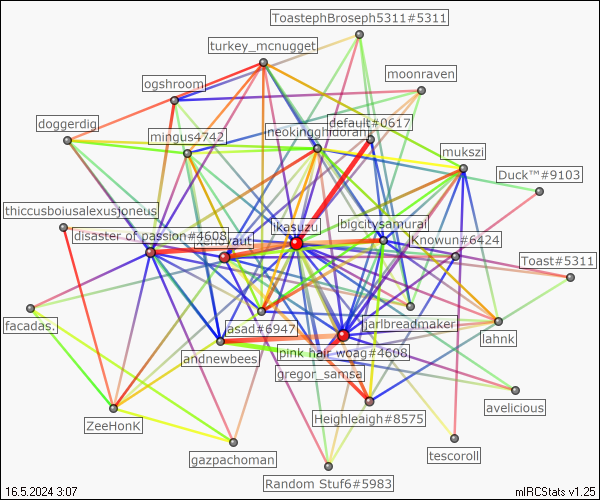 ToastephBroseph5311#5311
turkey_mcnugget
moonraven
ogshroom
default#0617
doggerdig
mingus4742
neokingghidorah
mukszi
Duck™#9103
thiccusboiusalexusjoneus
ikasuzu
bigcitysamurai
disaster of passion#4608
Knowun#6424
Toast#5311
facadas.
asad#6947
jarlbreadmaker
lahnk
andnewbees
pink hair woag#4608
gregor_samsa
avelicious
ZeeHonK
Heighleaigh#8575
gazpachoman
tescoroll
Random Stuf6#5983
16.5.2024 3:07
mIRCStats v1.25